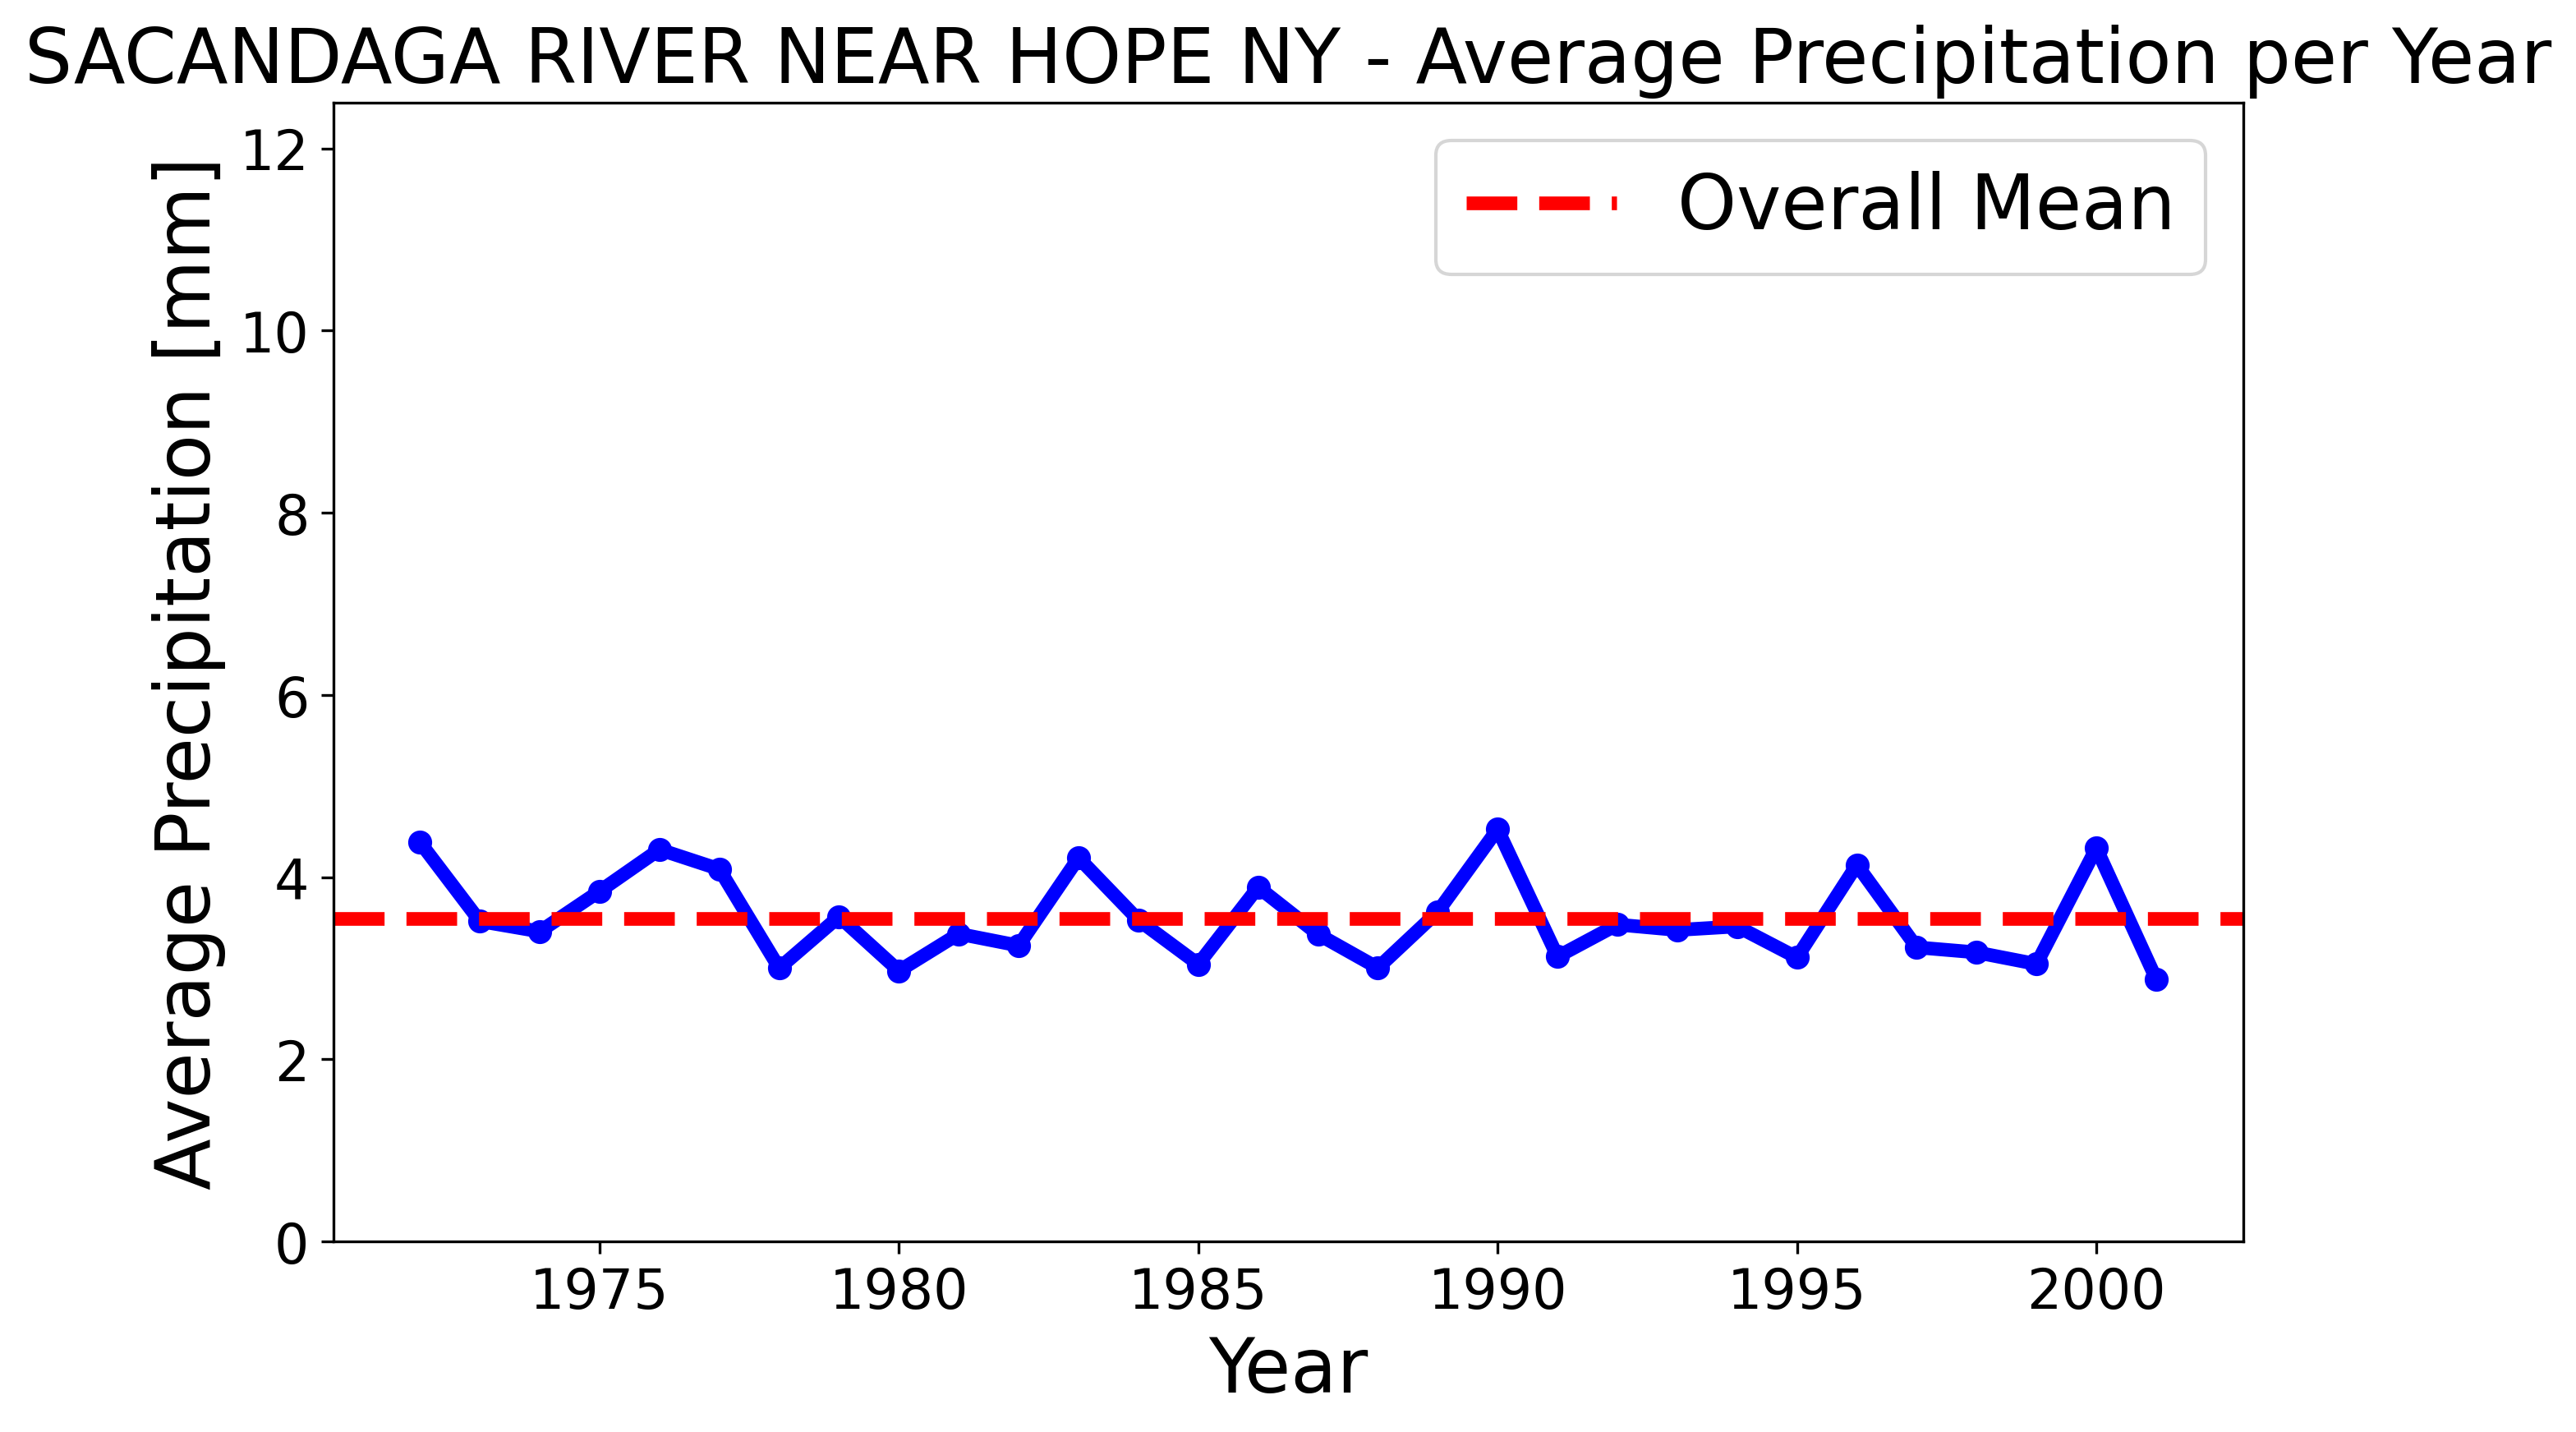 SACANDAGA RIVER NEAR HOPE NY - Average Precipitation per Year
Overall Mean
Average Precipitation [mm]
12
10
8
6
4
2
0
1975 1980 1985 1990 1995 2000
Year